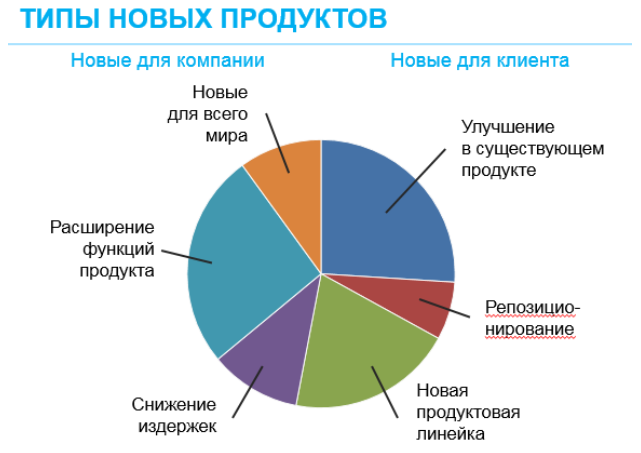 ТИПЫ НОВЫХ ПРОДУКТОВ
Новые для компании
Новые для клиента
Новые
для всего
мира
Улучшение
в существующем
продукте
Расширение
функций
продукта
Репозицио-
нирование
Снижение
издержек
Новая
продуктовая
линейка